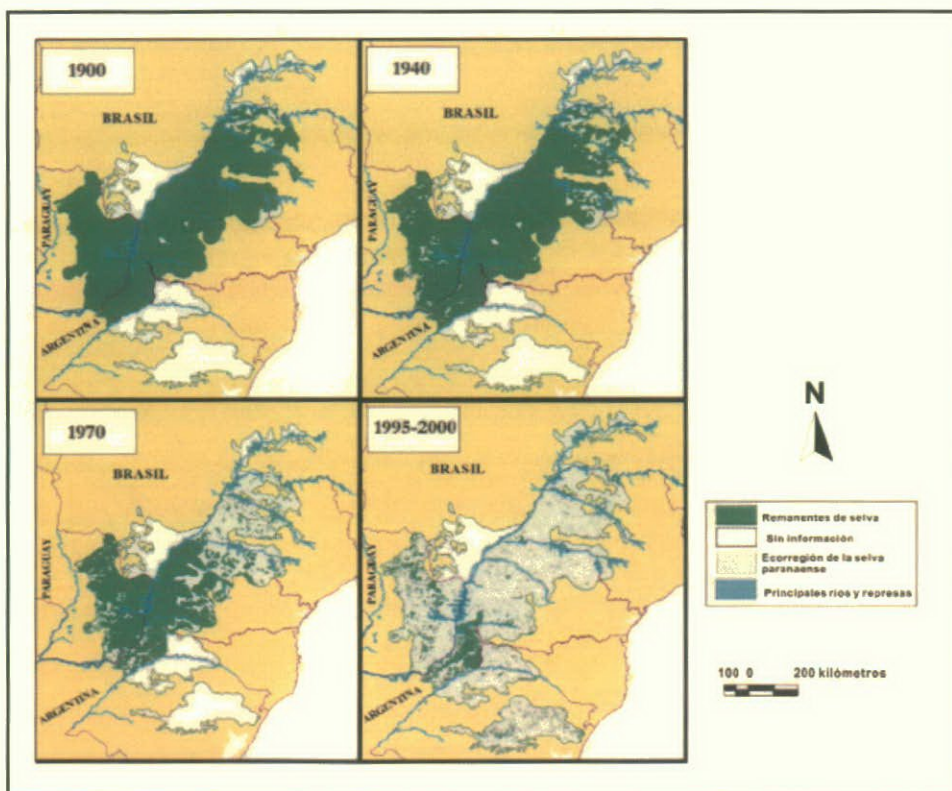 1900
BRASIL
PARAGUAY
ARGENTINA
1940
BRASIL
PARAGUAY
ARGENTINA
1970
BRASIL
PARAGUAY
ARGENTINA
1995-2000
BRASIL
PARAGUAY
ARGENTINA
N
Remanentes de selva
Sin información
Ecorregión de la selva
paranaense
Principales ríos y represas
100 0 200 kilómetros